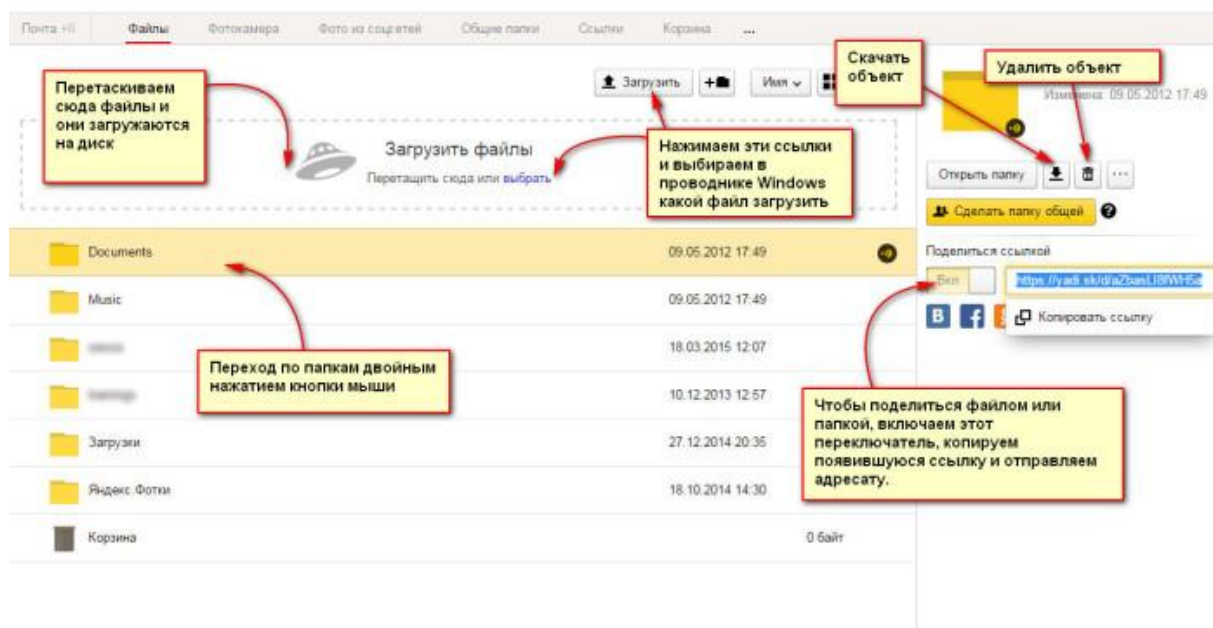 Почта +6 Файлы Фотокамера Фото из соцсетей Общие папки Ссылки Корзина ...
Скачать
объект
Удалить объект
Перетаскиваем
сюда файлы и
они загружаются
на диск
Загрузить Имя
Изменена: 09.05.2012 17:49
Загрузить файлы
Перетащить сюда или выбрать
Нажимаем эти ссылки
и выбираем в
проводнике Windows
какой файл загрузить
Открыть папку ...
Сделать папку общей ?
Documents 09.05.2012 17:49
Поделиться ссылкой
Вкл
Копировать ссылку
Music 09.05.2012 17:49
18.03.2015 12:07
Переход по папкам двойным
нажатием кнопки мыши
10.12.2013 12:57
Чтобы поделиться файлом или
папкой, включаем этот
переключатель, копируем
появившуюся ссылку и отправляем
адресату.
Загрузки 27.12.2014 20:35
Яндекс.Фотки 18.10.2014 14:30
Корзина 0 байт